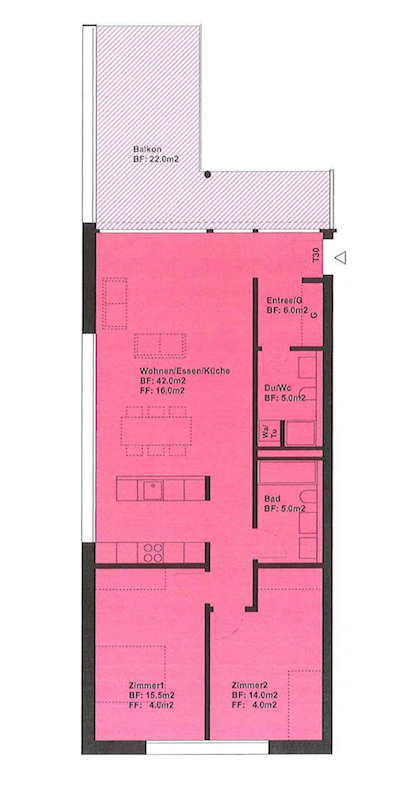 Balkon
BF: 22.0m2
T30
Entree/G
BF: 6.0m2
G
Wohnen/Essen/Küche
BF: 42.0m2
FF: 16.0m2
Du/Wc
BF: 5.0m2
Wa/
Tu
Bad
BF: 5.0m2
Zimmer1
BF: 15.5m2
FF: 4.0m2
Zimmer2
BF: 14.0m2
FF: 4.0m2